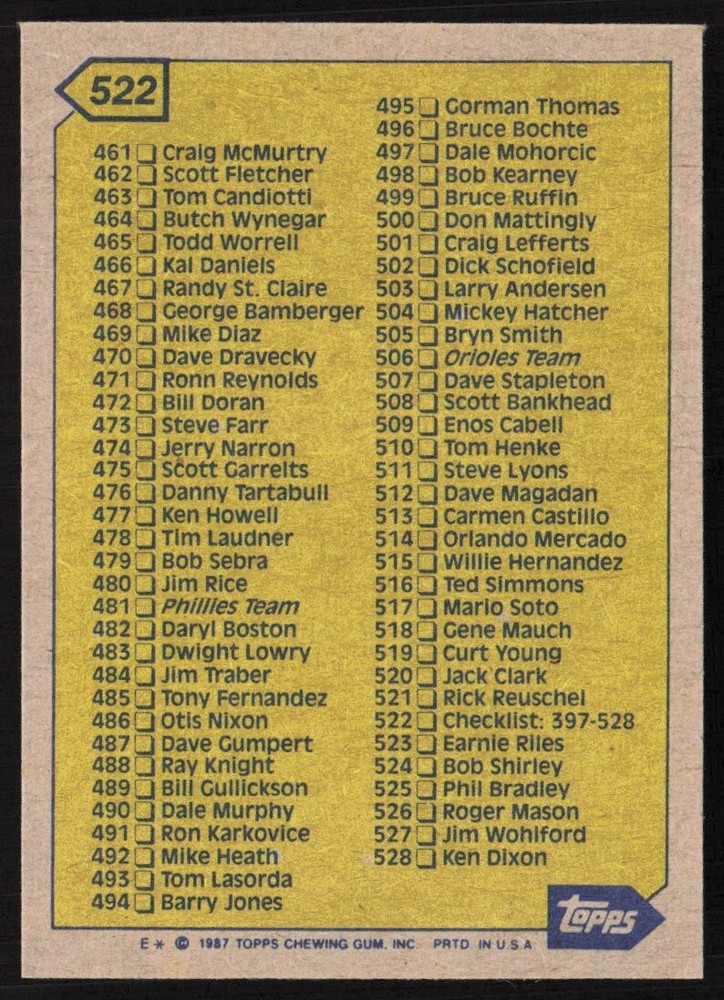 522
461 Craig McMurtry
462 Scott Fletcher
463 Tom Candiotti
464 Butch Wynegar
465 Todd Worrell
466 Kal Daniels
467 Randy St. Claire
468 George Bamberger
469 Mike Diaz
470 Dave Dravecky
471 Ronn Reynolds
472 Bill Doran
473 Steve Farr
474 Jerry Narron
475 Scott Garrelts
476 Danny Tartabull
477 Ken Howell
478 Tim Laudner
479 Bob Sebra
480 Jim Rice
481 Phillies Team
482 Daryl Boston
483 Dwight Lowry
484 Jim Traber
485 Tony Fernandez
486 Otis Nixon
487 Dave Gumpert
488 Ray Knight
489 Bill Gullickson
490 Dale Murphy
491 Ron Karkovice
492 Mike Heath
493 Tom Lasorda
494 Barry Jones
495 Gorman Thomas
496 Bruce Bochte
497 Dale Mohorcic
498 Bob Kearney
499 Bruce Ruffin
500 Don Mattingly
501 Craig Lefferts
502 Dick Schofield
503 Larry Andersen
504 Mickey Hatcher
505 Bryn Smith
506 Orioles Team
507 Dave Stapleton
508 Scott Bankhead
509 Enos Cabell
510 Tom Henke
511 Steve Lyons
512 Dave Magadan
513 Carmen Castillo
514 Orlando Mercado
515 Willie Hernandez
516 Ted Simmons
517 Mario Soto
518 Gene Mauch
519 Curt Young
520 Jack Clark
521 Rick Reuschel
522 Checklist: 397-528
523 Earnie Riles
524 Bob Shirley
525 Phil Bradley
526 Roger Mason
527 Jim Wohlford
528 Ken Dixon
topps
E* © 1987 TOPPS CHEWING GUM, INC. PRTD. IN U.S.A